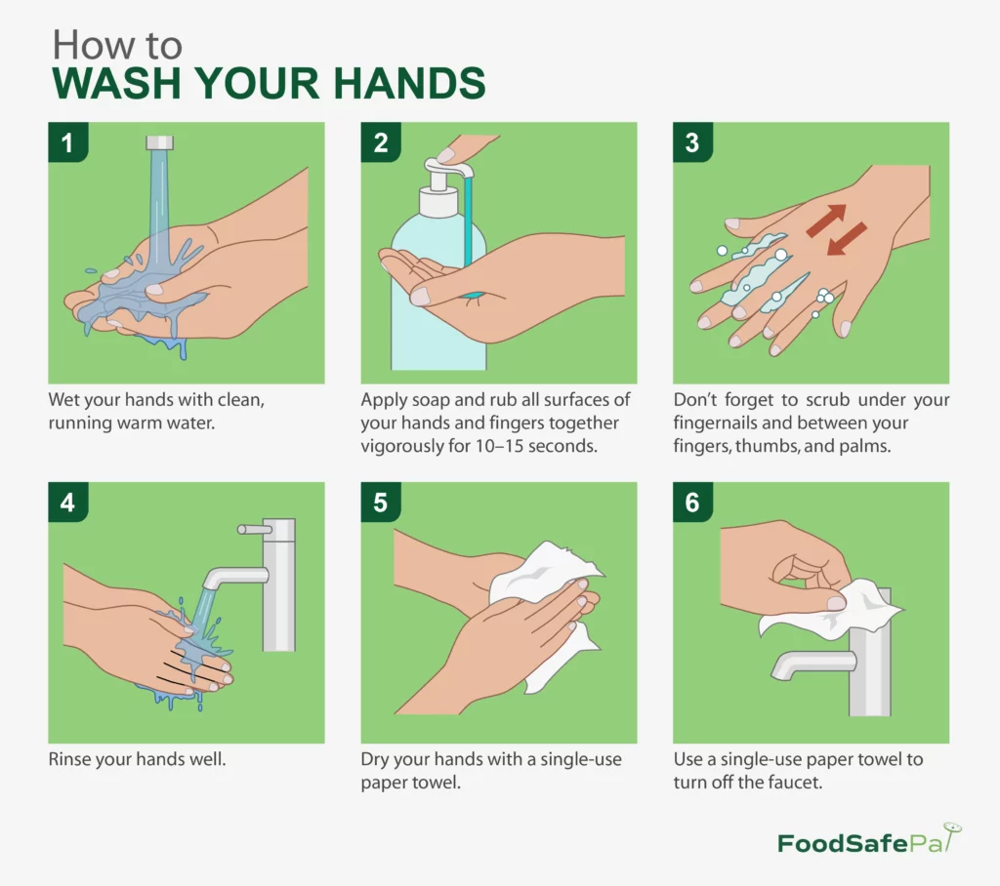 How to
WASH YOUR HANDS
1
2
3
Wet your hands with clean,
running warm water.
Apply soap and rub all surfaces of
your hands and fingers together
vigorously for 10–15 seconds.
Don’t forget to scrub under your
fingernails and between your
fingers, thumbs, and palms.
4
5
6
Rinse your hands well.
Dry your hands with a single-use
paper towel.
Use a single-use paper towel to
turn off the faucet.
FoodSafePal